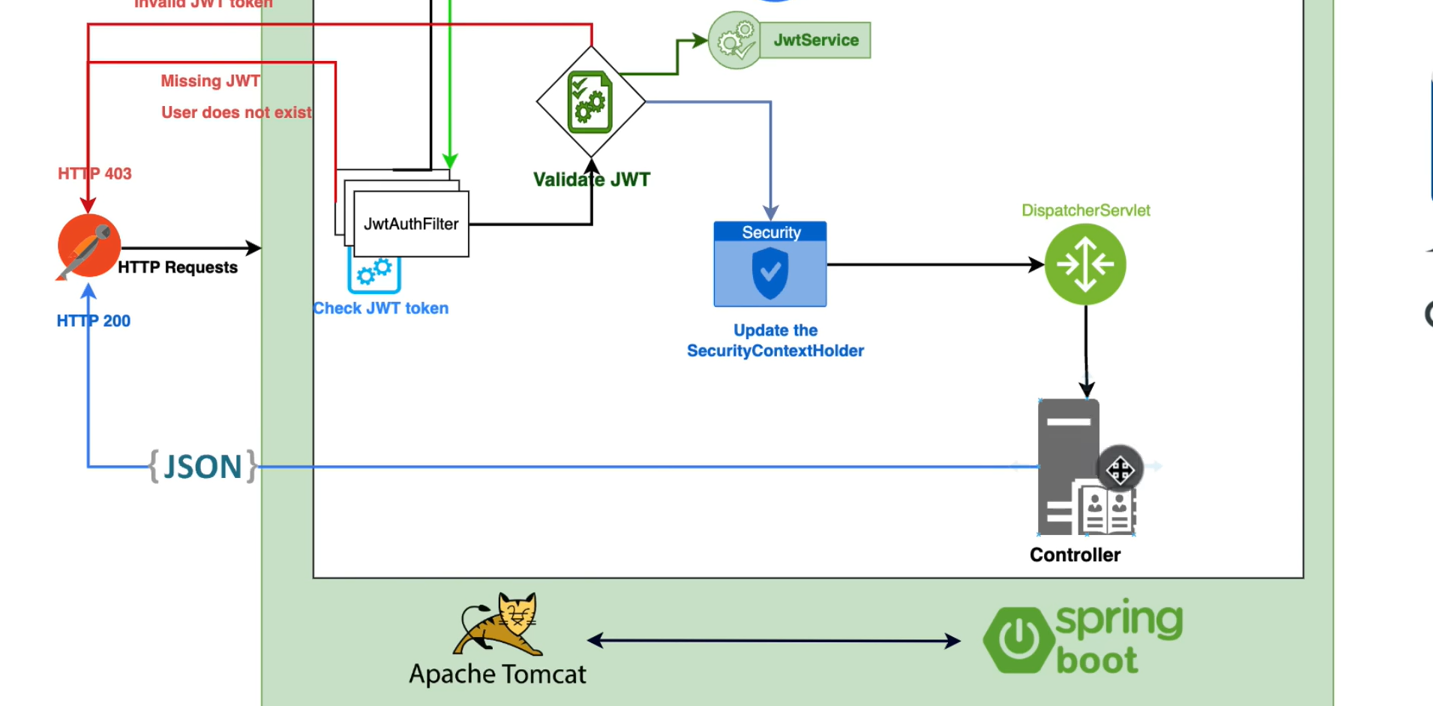 Invalid JWT token
JwtService
Missing JWT
User does not exist
HTTP 403
Validate JWT
JwtAuthFilter
Security
DispatcherServlet
HTTP Requests
Check JWT token
HTTP 200
Update the
SecurityContextHolder
{JSON}
Controller
Apache Tomcat
spring
boot